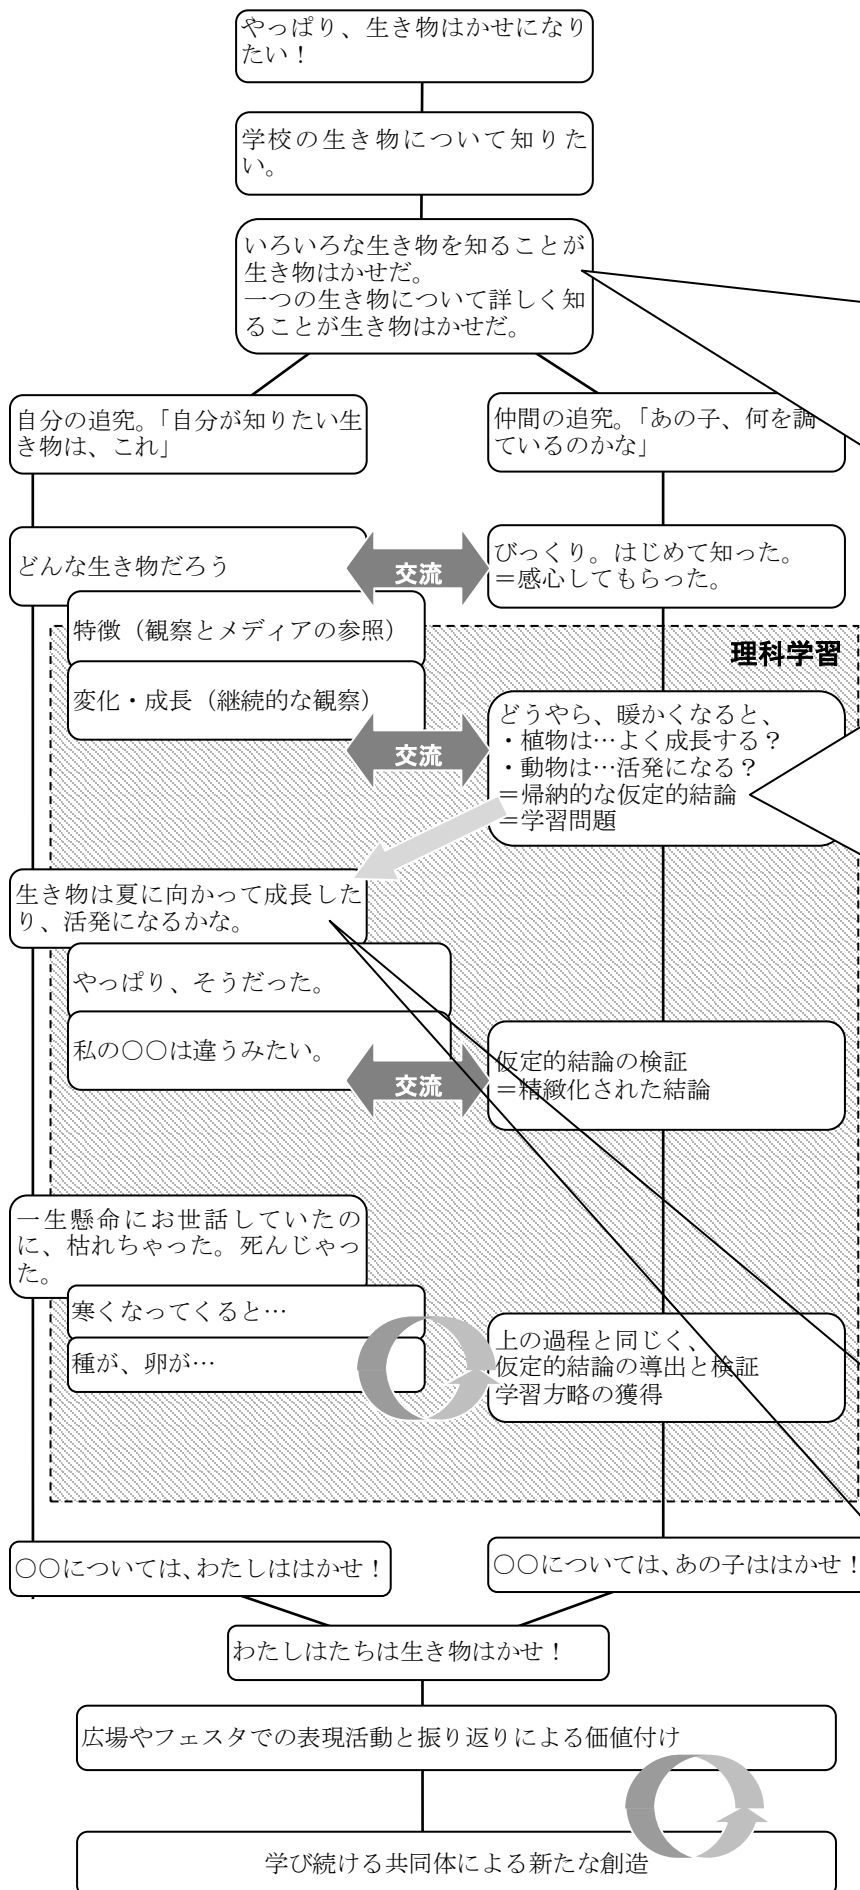 やっぱり、生き物はかせになり
たい！
学校の生き物について知りた
い。
いろいろな生き物を知ることが
生き物はかせだ。
一つの生き物について詳しく知
ることが生き物はかせだ。
自分の追究。「自分が知りたい生
き物は、これ」
仲間の追究。「あの子、何を調
ているのかな」
どんな生き物だろう
交流
びっくり。はじめて知った。
＝感心してもらった。
特徴（観察とメディアの参照）
理科学習
変化・成長（継続的な観察）
交流
どうやら、暖かくなると、
・植物は…よく成長する？
・動物は…活発になる？
＝帰納的な仮定的結論
＝学習問題
生き物は夏に向かって成長した
り、活発になるかな。
やっぱり、そうだった。
私の〇〇は違うみたい。
交流
仮定的結論の検証
＝精緻化された結論
一生懸命にお世話していたの
に、枯れちゃった。死んじゃっ
た。
寒くなってくると…
種が、卵が…
上の過程と同じく、
仮定的結論の導出と検証
学習方略の獲得
〇〇については、わたしははかせ！
〇〇については、あの子ははかせ！
わたしはたちは生き物はかせ！
広場やフェスタでの表現活動と振り返りによる価値付け
学び続ける共同体による新たな創造